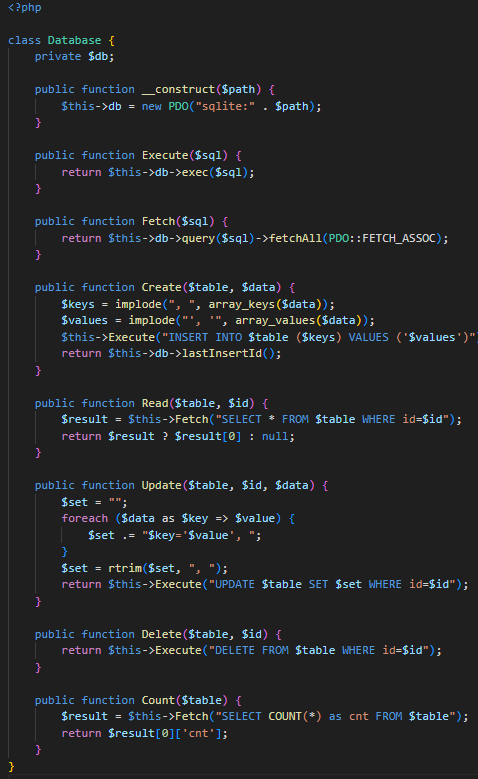 <?php
class Database {
private $db;
public function __construct($path) {
$this->db = new PDO("sqlite:" . $path);
}
public function Execute($sql) {
return $this->db->exec($sql);
}
public function Fetch($sql) {
return $this->db->query($sql)->fetchAll(PDO::FETCH_ASSOC);
}
public function Create($table, $data) {
$keys = implode(", ", array_keys($data));
$values = implode("', '", array_values($data));
$this->Execute("INSERT INTO $table ($keys) VALUES ('$values')")
return $this->db->lastInsertId();
}
public function Read($table, $id) {
$result = $this->Fetch("SELECT * FROM $table WHERE id=$id");
return $result ? $result[0] : null;
}
public function Update($table, $id, $data) {
$set = "";
foreach ($data as $key => $value) {
$set .= "$key='$value', ";
}
$set = rtrim($set, ", ");
return $this->Execute("UPDATE $table SET $set WHERE id=$id");
}
public function Delete($table, $id) {
return $this->Execute("DELETE FROM $table WHERE id=$id");
}
public function Count($table) {
$result = $this->Fetch("SELECT COUNT(*) as cnt FROM $table");
return $result[0]['cnt'];
}
}